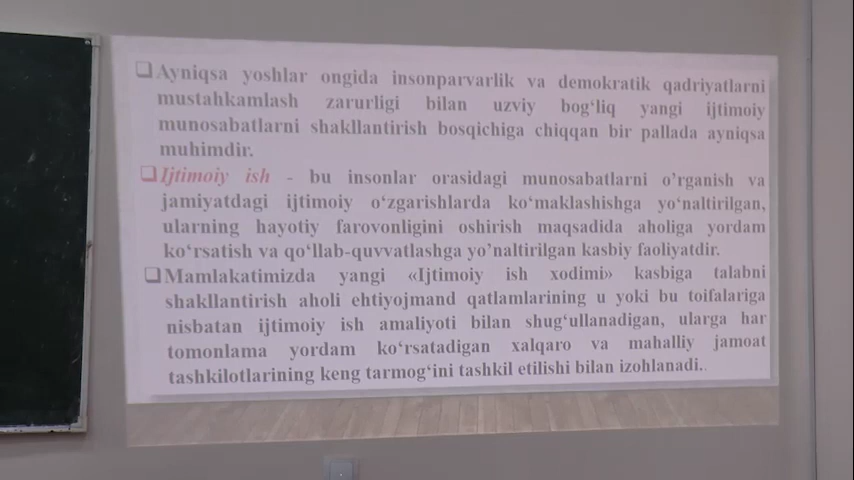 ❑Ayniqsa yoshlar ongida insonparvarlik va demokratik qadriyatlarni
mustahkamlash zarurligi bilan uzviy bog‘liq yangi ijtimoiy
munosabatlarni shakllantirish bosqichiga chiqqan bir pallada ayniqsa
muhimdir.
❑Ijtimoiy ish - bu insonlar orasidagi munosabatlarni o’rganish va
jamiyatdagi ijtimoiy o‘zgarishlarda ko‘maklashishga yo‘naltirilgan,
ularning hayotiy farovonligini oshirish maqsadida aholiga yordam
ko‘rsatish va qo‘llab-quvvatlashga yo’naltirilgan kasbiy faoliyatdir.
❑Mamlakatimizda yangi «Ijtimoiy ish xodimi» kasbiga talabni
shakllantirish aholi ehtiyojmand qatlamlarining u yoki bu toifalariga
nisbatan ijtimoiy ish amaliyoti bilan shug‘ullanadigan, ularga har
tomonlama yordam ko‘rsatadigan xalqaro va mahalliy jamoat
tashkilotlarining keng tarmog‘ini tashkil etilishi bilan izohlanadi..